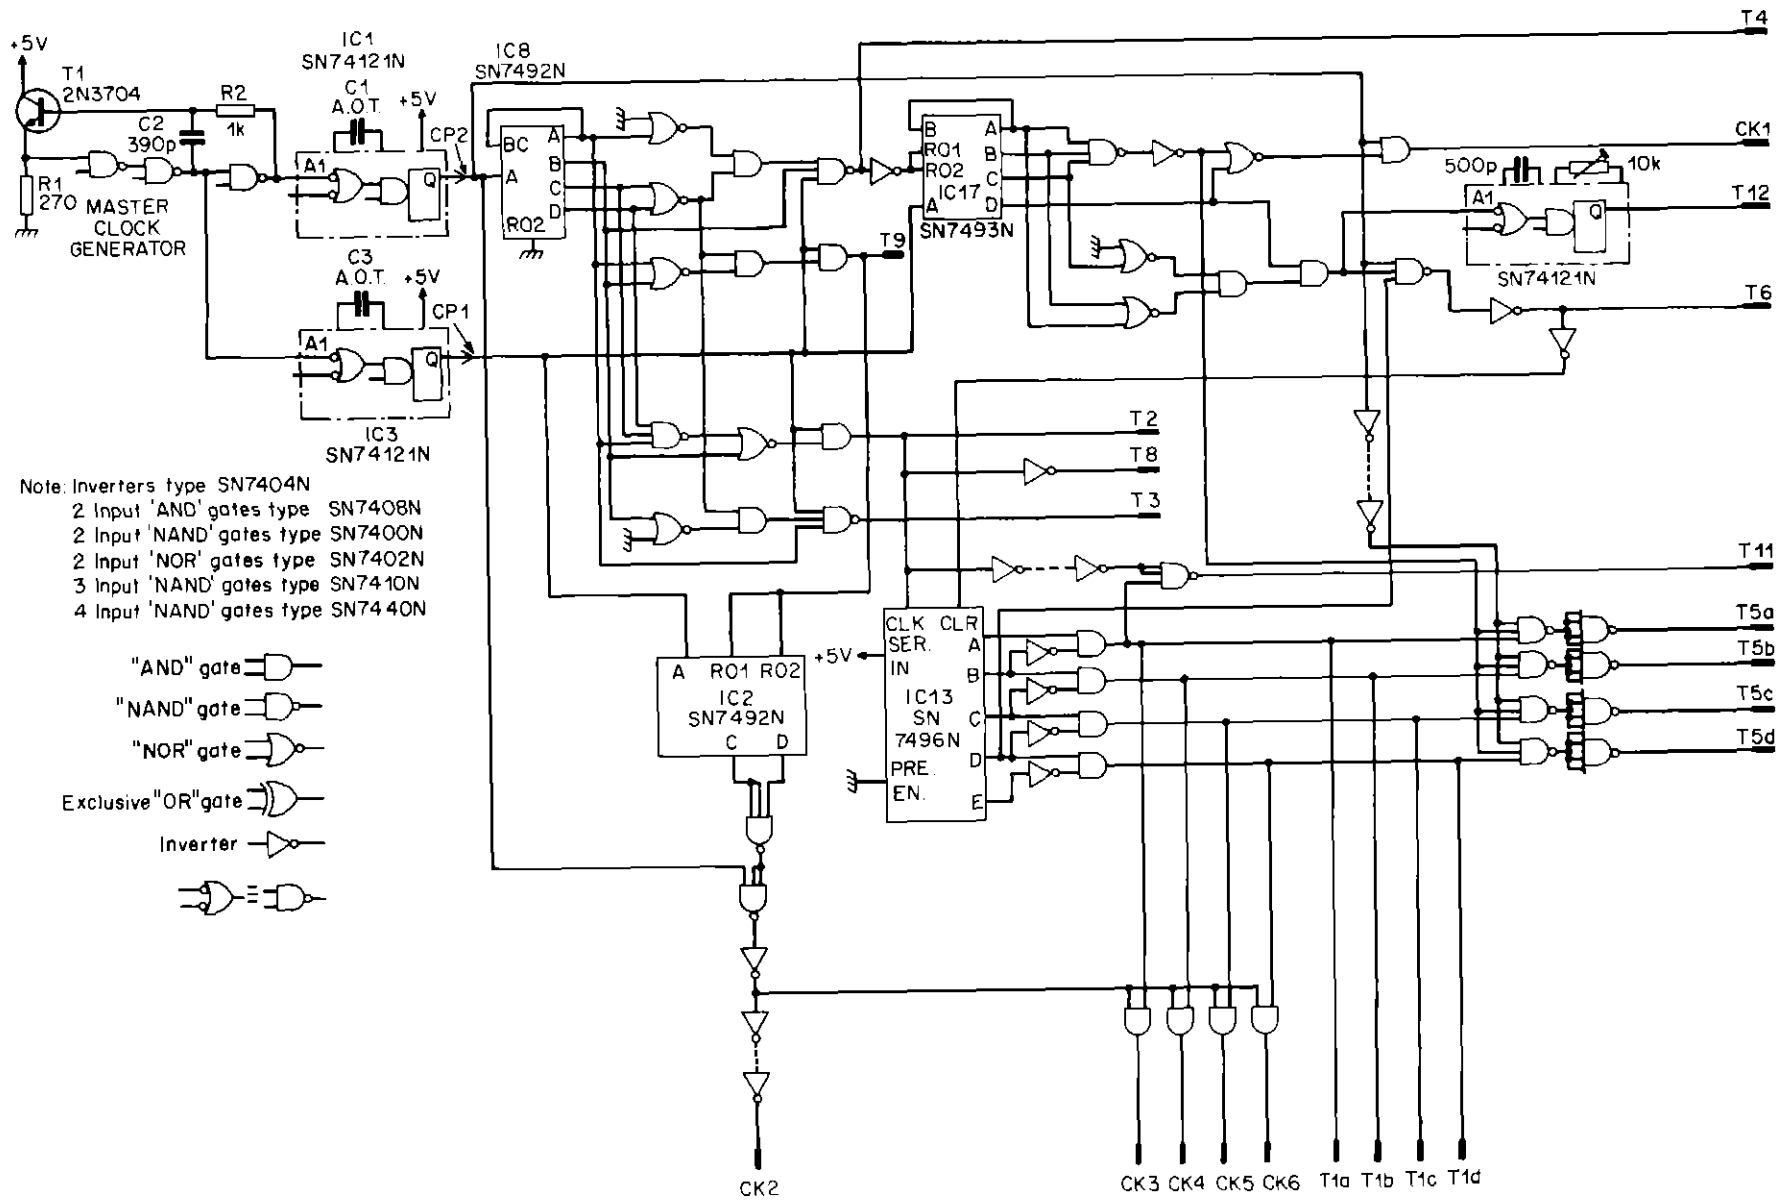 T4
+5V
IC1
SN74121N
IC8
SN7492N
T1
2N3704
C1
A.O.T.
+5V
R2
1k
C2
390p
CP2
A1
Q
R1
270
MASTER
CLOCK
GENERATOR
BC
A
RO2
A
B
C
D
B
RO1
RO2
IC17
A
A
B
C
D
SN7493N
CK1
500p
10k
A1
Q
T12
SN74121N
T9
C3
A.O.T.
+5V
CP1
A1
Q
IC3
SN74121N
T6
T2
T8
T3
Note: Inverters type SN7404N
2 Input 'AND' gates type SN7408N
2 Input 'NAND' gates type SN7400N
2 Input 'NOR' gates type SN7402N
3 Input 'NAND' gates type SN7410N
4 Input 'NAND' gates type SN7440N
T11
T5a
T5b
T5c
T5d
"AND" gate
"NAND" gate
"NOR" gate
Exclusive "OR" gate
Inverter
=
A RO1 RO2
IC2
SN7492N
C D
+5V
CLK CLR
SER.
IN
IC13
SN
7496N
PRE.
EN.
A
B
C
D
E
CK2
CK3 CK4 CK5 CK6 T1a T1b T1c T1d